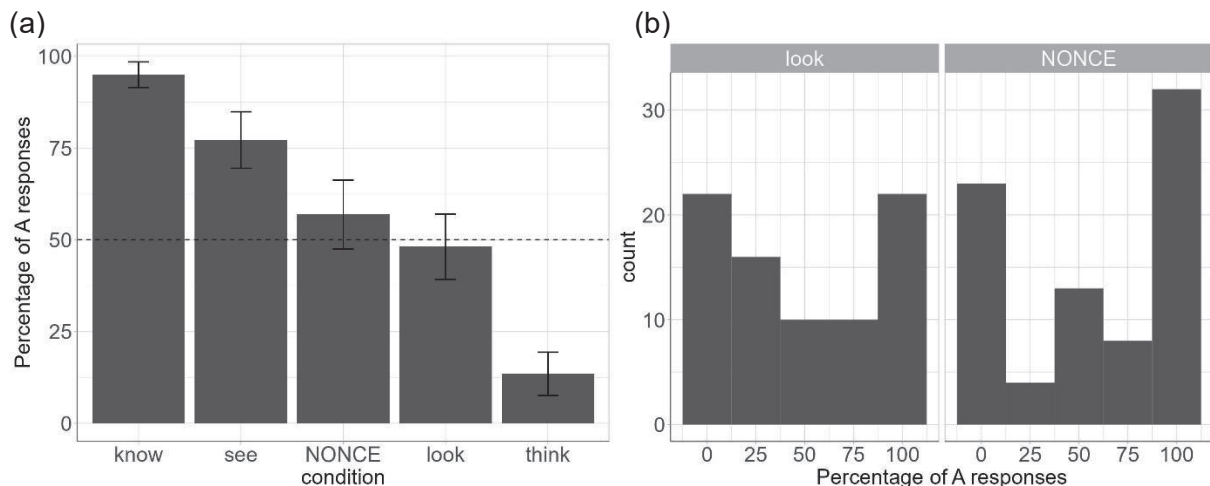 (a)
Percentage of A responses
100
75
50
25
0
know see NONCE look think
condition
(b)
look NONCE
count
30
20
10
0
0 25 50 75 100 0 25 50 75 100
Percentage of A responses